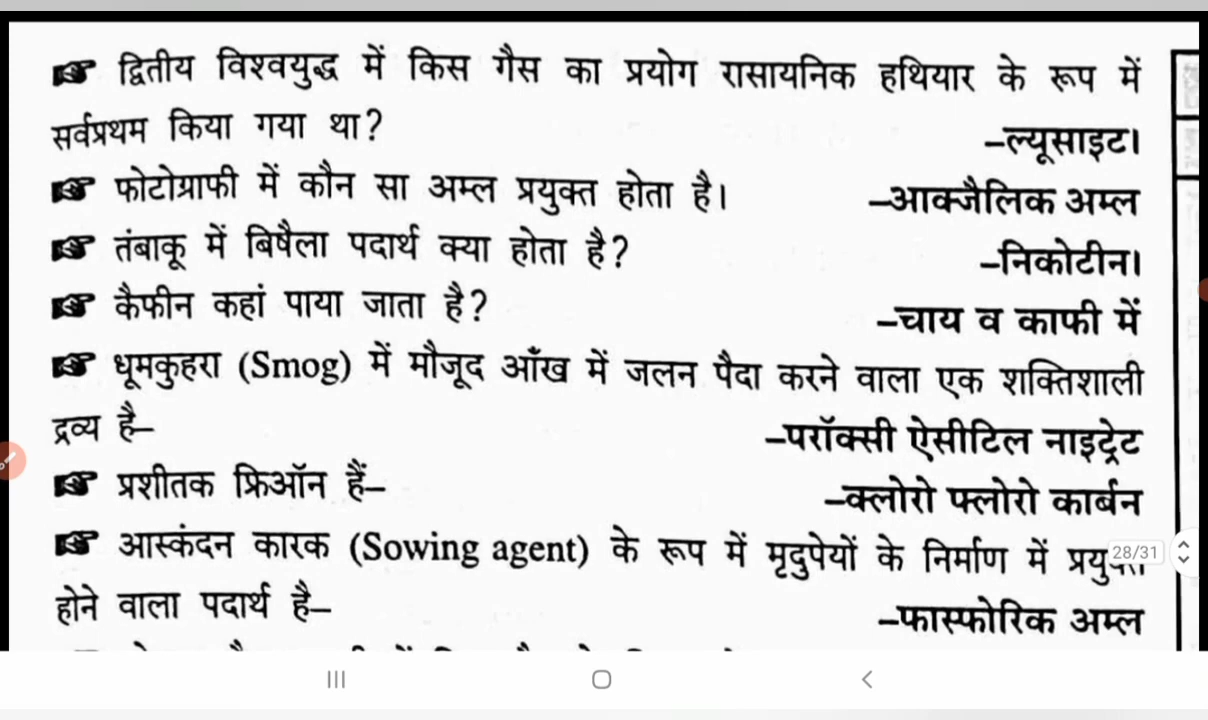 ☞ द्वितीय विश्वयुद्ध में किस गैस का प्रयोग रासायनिक हथियार के रूप में
सर्वप्रथम किया गया था? –ल्यूसाइट।
☞ फोटोग्राफी में कौन सा अम्ल प्रयुक्त होता है। –आक्जैलिक अम्ल
☞ तंबाकू में बिषैला पदार्थ क्या होता है? –निकोटीन।
☞ कैफीन कहां पाया जाता है? –चाय व काफी में
☞ धूमकुहरा (Smog) में मौजूद आँख में जलन पैदा करने वाला एक शक्तिशाली
द्रव्य है– –परॉक्सी ऐसीटिल नाइट्रेट
☞ प्रशीतक फ्रिऑन हैं– –क्लोरो फ्लोरो कार्बन
☞ आस्कंदन कारक (Sowing agent) के रूप में मृदुपेयों के निर्माण में
28/31
होने वाला पदार्थ है– –फास्फोरिक अम्ल